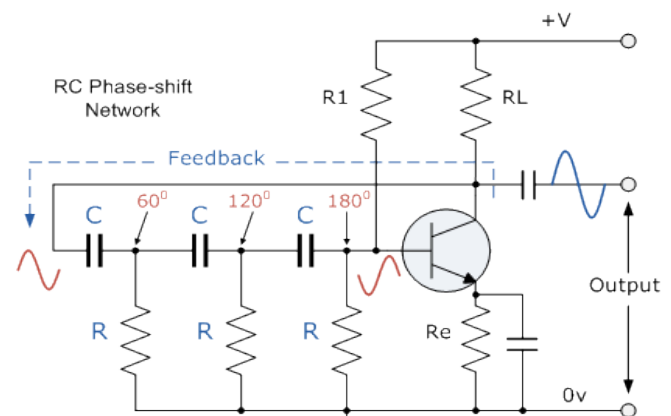 +V
RC Phase-shift
Network
R1
RL
Feedback
C
60⁰
C
120⁰
C
180⁰
Output
R
R
R
Re
0v